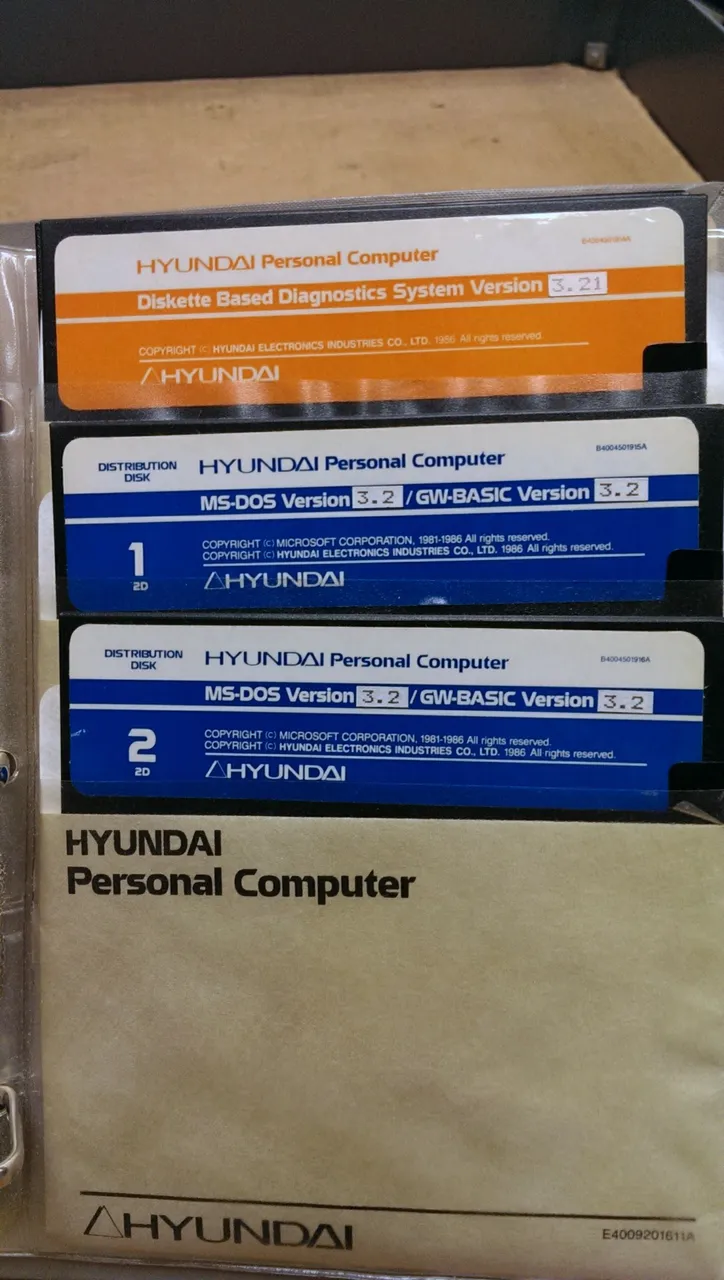 HYUNDAI Personal Computer
Diskette Based Diagnostics System Version 3.21
COPYRIGHT (C) HYUNDAI ELECTRONICS INDUSTRIES CO., LTD. 1986 All rights reserved.
HYUNDAI
DISTRIBUTION DISK
HYUNDAI Personal Computer
B4004501915A
MS-DOS Version 3.2 / GW-BASIC Version 3.2
1
2D
COPYRIGHT (C) MICROSOFT CORPORATION, 1981-1986 All rights reserved.
COPYRIGHT (C) HYUNDAI ELECTRONICS INDUSTRIES CO., LTD. 1986 All rights reserved.
HYUNDAI
DISTRIBUTION DISK
HYUNDAI Personal Computer
B4004501916A
MS-DOS Version 3.2 / GW-BASIC Version 3.2
2
2D
COPYRIGHT (C) MICROSOFT CORPORATION, 1981-1986 All rights reserved.
COPYRIGHT (C) HYUNDAI ELECTRONICS INDUSTRIES CO., LTD. 1986 All rights reserved.
HYUNDAI
HYUNDAI
Personal Computer
HYUNDAI
E4009201611A